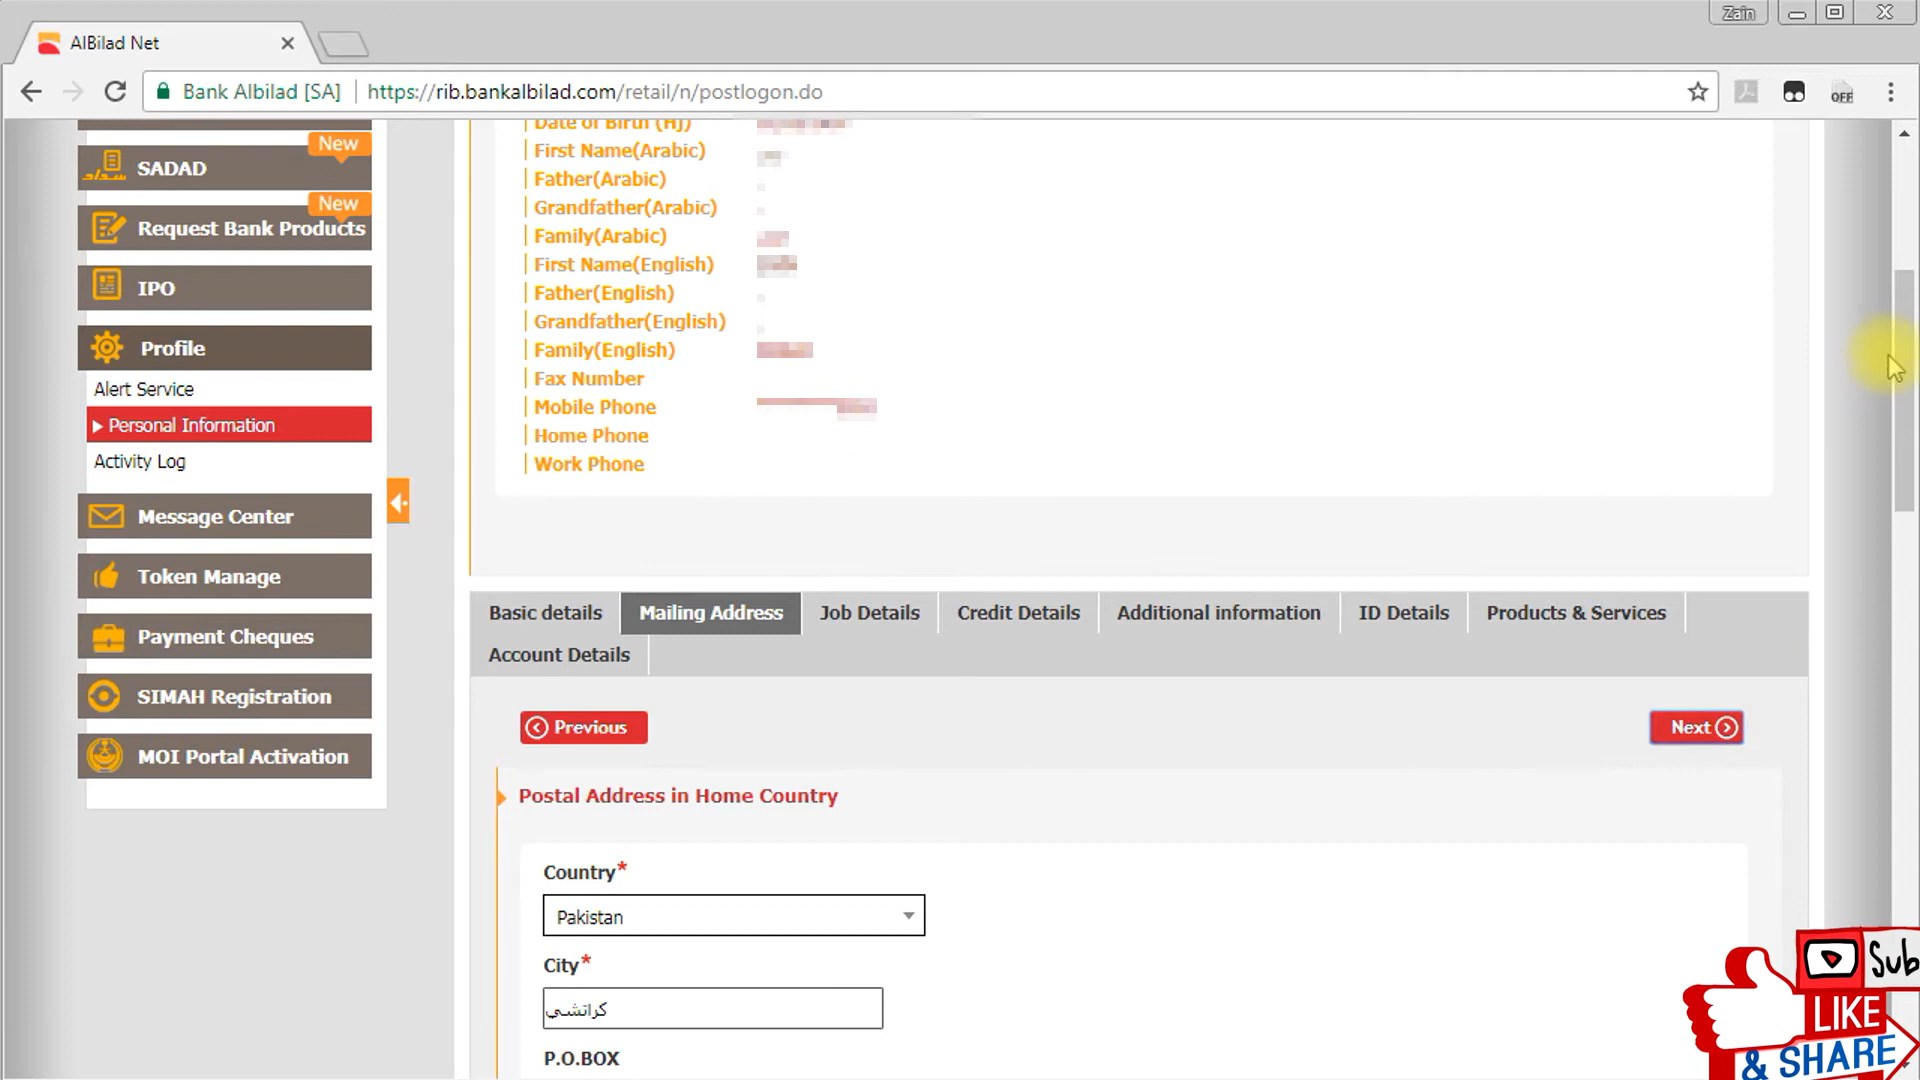 Zain
AlBilad Net
Bank Albilad [SA]
https://rib.bankalbilad.com/retail/n/postlogon.do
OFF
New
سداد
SADAD
New
Request Bank Products
IPO
Profile
Alert Service
Personal Information
Activity Log
Message Center
Token Manage
Payment Cheques
SIMAH Registration
MOI Portal Activation
Date of Birth (HJ)
First Name(Arabic)
Father(Arabic)
Grandfather(Arabic)
Family(Arabic)
First Name(English)
Father(English)
Grandfather(English)
Family(English)
Fax Number
Mobile Phone
Home Phone
Work Phone
Basic details
Mailing Address
Job Details
Credit Details
Additional information
ID Details
Products & Services
Account Details
Previous
Next
Postal Address in Home Country
Country*
Pakistan
City*
كراتشي
P.O.BOX
Sub
LIKE
& SHARE